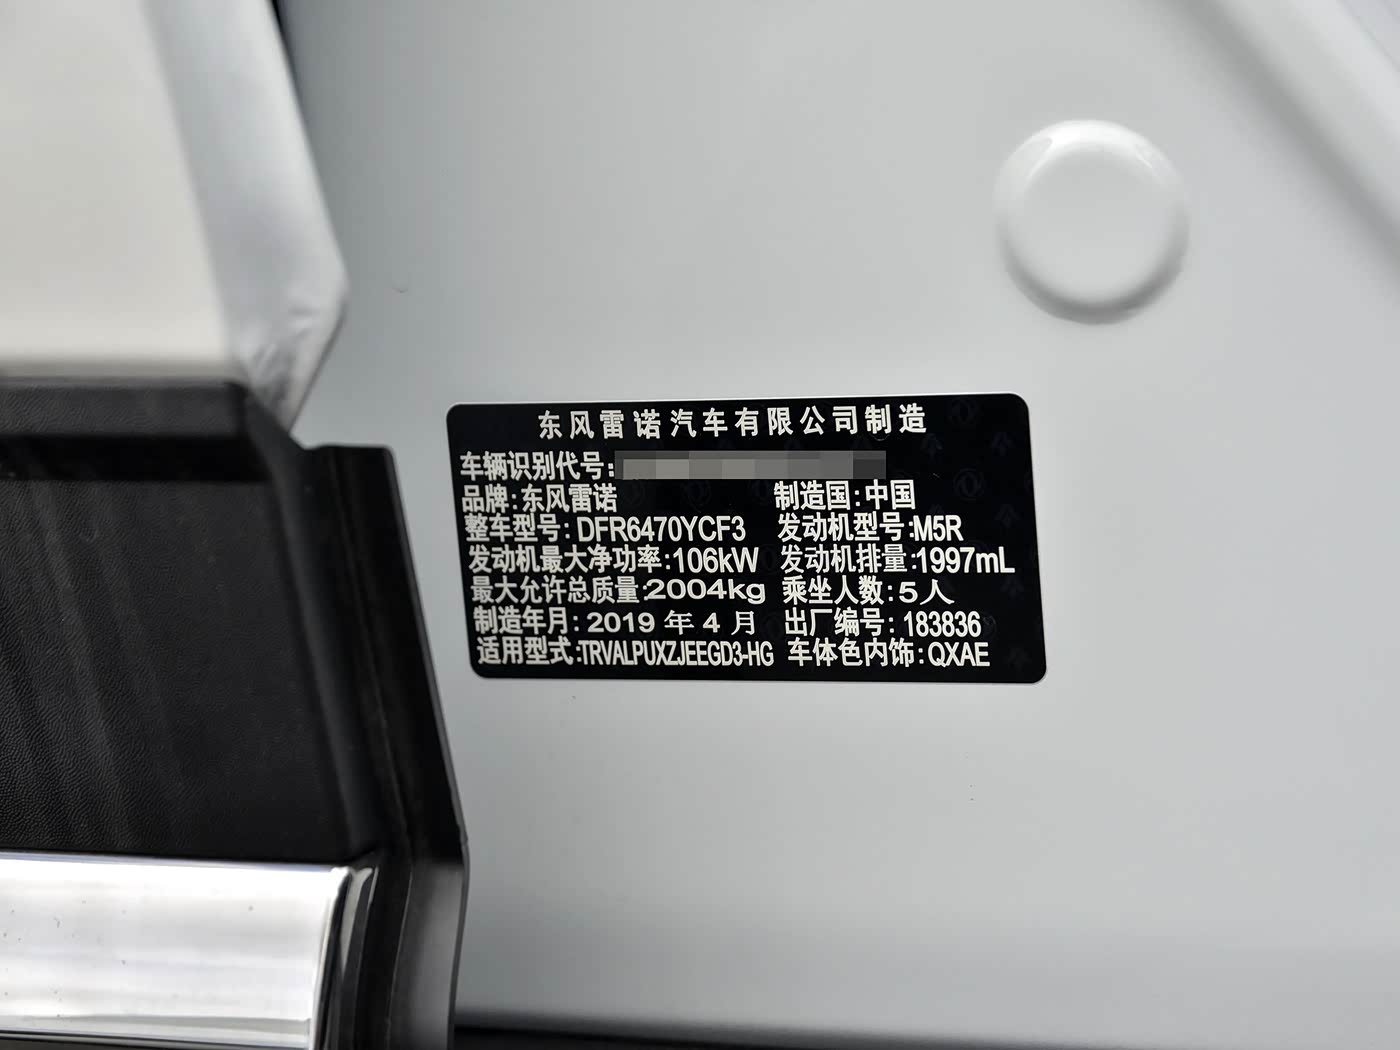 东风雷诺汽车有限公司制造
车辆识别代号:
品牌:东风雷诺 制造国:中国
整车型号:DFR6470YCF3 发动机型号:M5R
发动机最大净功率:106kW 发动机排量:1997mL
最大允许总质量:2004kg 乘坐人数:5人
制造年月:2019年4月 出厂编号:183836
适用型式:TRVALPUXZJEEGD3-HG 车体色内饰:QXAE